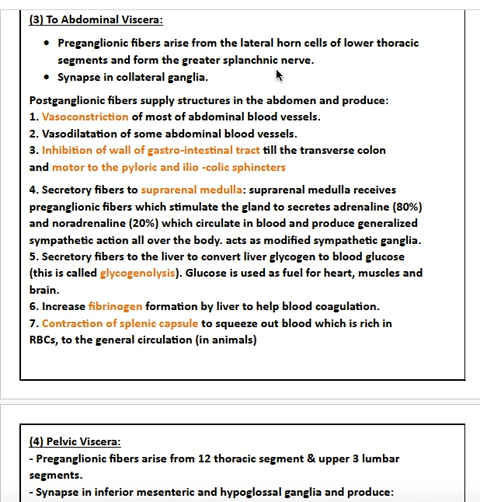 (3) To Abdominal Viscera:
• Preganglionic fibers arise from the lateral horn cells of lower thoracic
segments and form the greater splanchnic nerve.
• Synapse in collateral ganglia.
Postganglionic fibers supply structures in the abdomen and produce:
1. Vasoconstriction of most of abdominal blood vessels.
2. Vasodilatation of some abdominal blood vessels.
3. Inhibition of wall of gastro-intestinal tract till the transverse colon
and motor to the pyloric and ilio -colic sphincters
4. Secretory fibers to suprarenal medulla: suprarenal medulla receives
preganglionic fibers which stimulate the gland to secretes adrenaline (80%)
and noradrenaline (20%) which circulate in blood and produce generalized
sympathetic action all over the body. acts as modified sympathetic ganglia.
5. Secretory fibers to the liver to convert liver glycogen to blood glucose
(this is called glycogenolysis). Glucose is used as fuel for heart, muscles and
brain.
6. Increase fibrinogen formation by liver to help blood coagulation.
7. Contraction of splenic capsule to squeeze out blood which is rich in
RBCs, to the general circulation (in animals)
(4) Pelvic Viscera:
- Preganglionic fibers arise from 12 thoracic segment & upper 3 lumbar
segments.
- Synapse in inferior mesenteric and hypoglossal ganglia and produce: